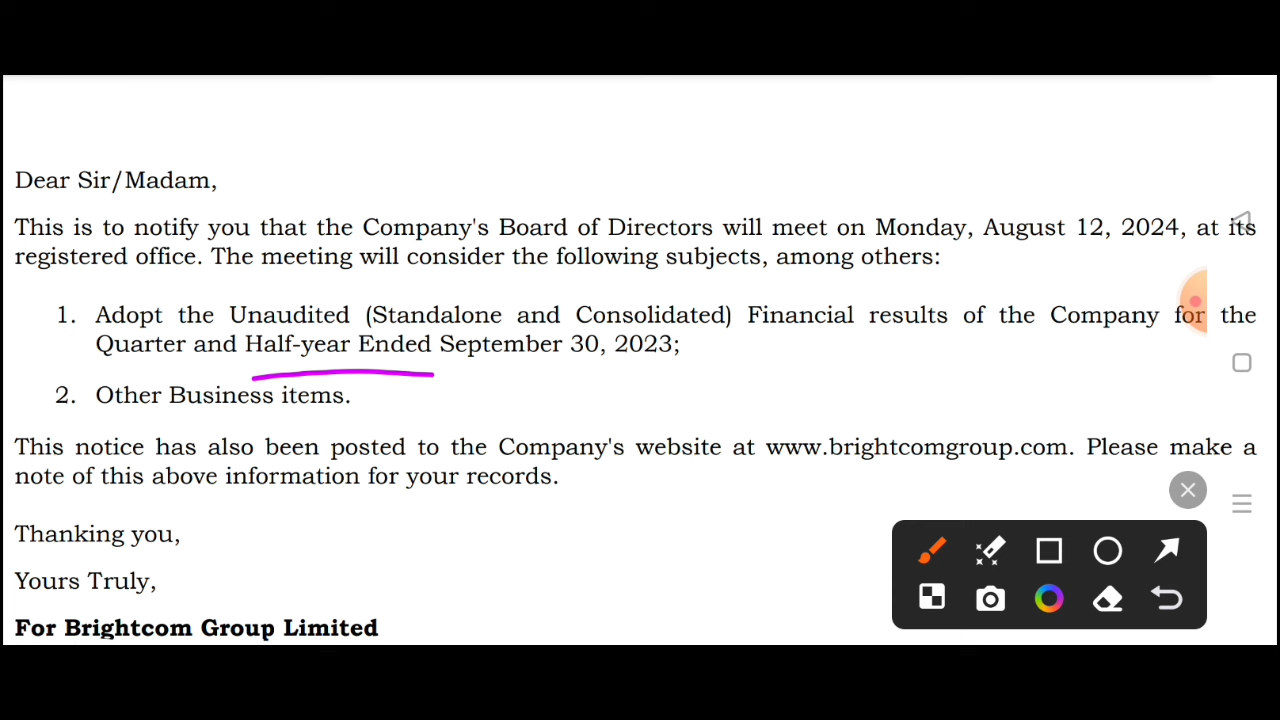 Dear Sir/Madam,
This is to notify you that the Company's Board of Directors will meet on Monday, August 12, 2024, at its
registered office. The meeting will consider the following subjects, among others:
1. Adopt the Unaudited (Standalone and Consolidated) Financial results of the Company for the
Quarter and Half-year Ended September 30, 2023;
2. Other Business items.
This notice has also been posted to the Company's website at www.brightcomgroup.com. Please make a
note of this above information for your records.
Thanking you,
Yours Truly,
For Brightcom Group Limited